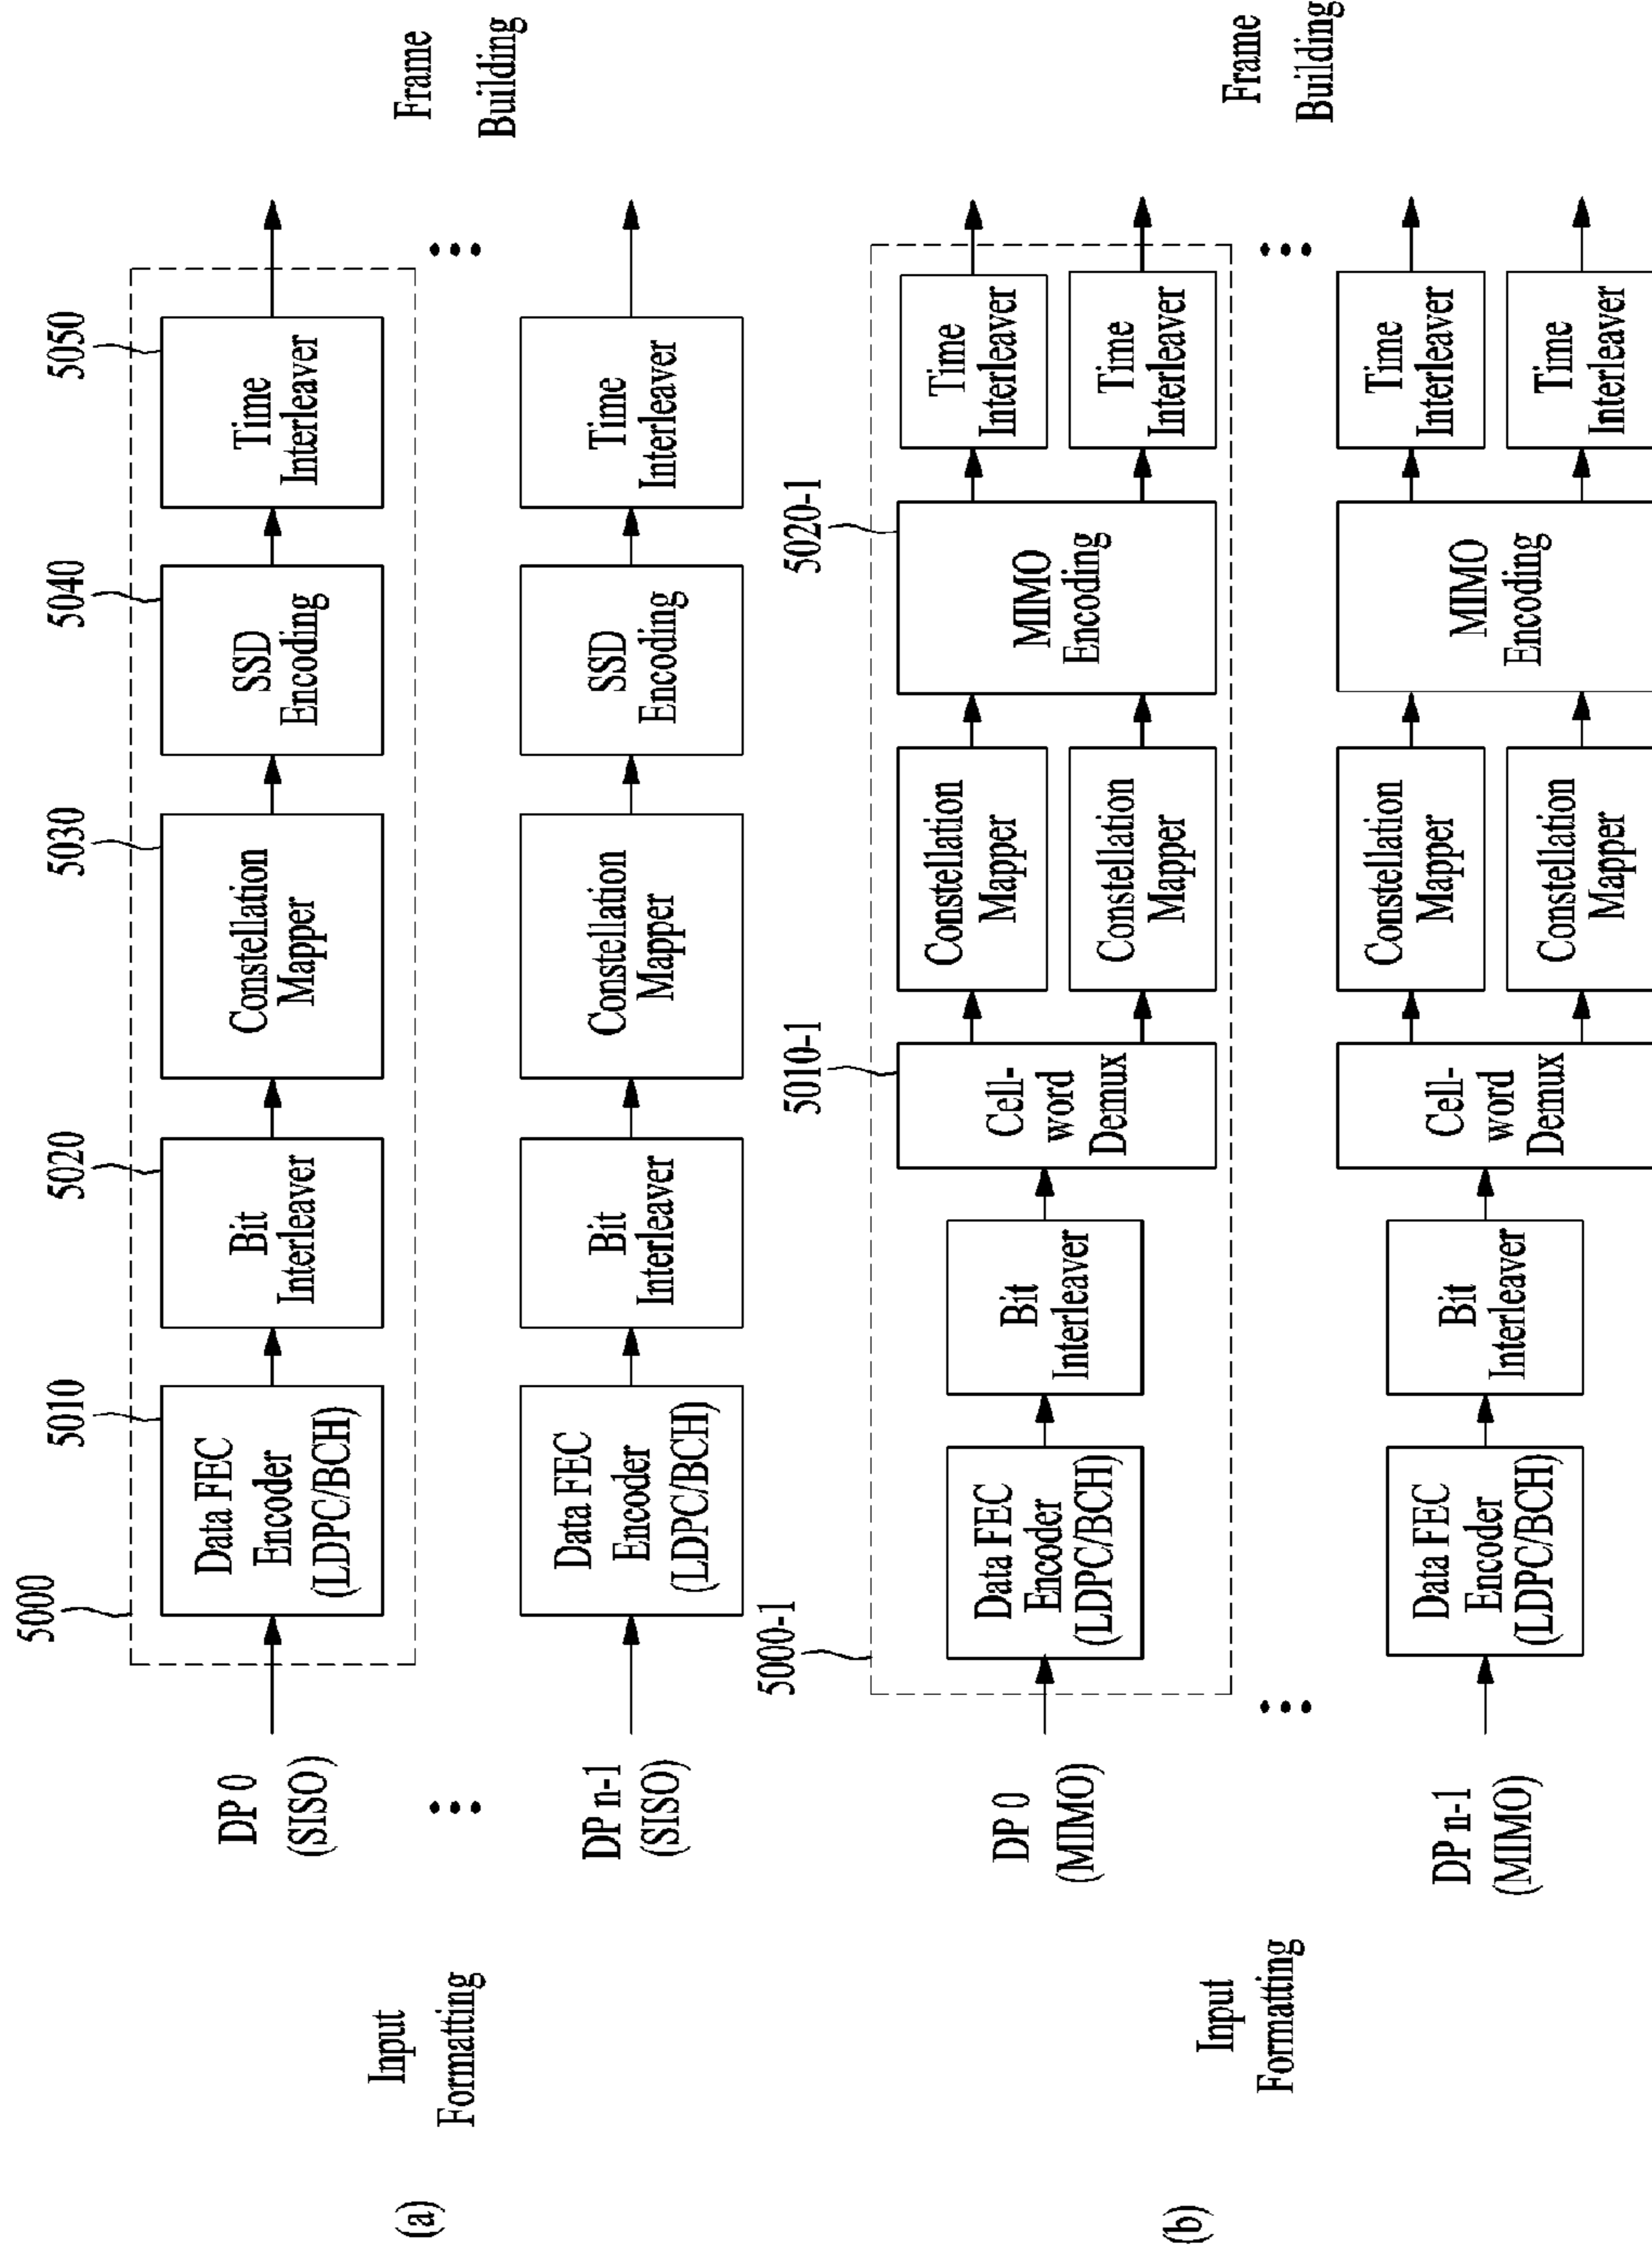 (a)
Input
Formatting
DP 0
(SISO)
5000
Data FEC
Encoder
(LDPC/BCH)
5010
Bit
Interleaver
5020
Constellation
Mapper
5030
SSD
Encoding
5040
Time
Interleaver
5050
Frame
Building
DP n-1
(SISO)
Data FEC
Encoder
(LDPC/BCH)
Bit
Interleaver
Constellation
Mapper
SSD
Encoding
Time
Interleaver
(b)
Input
Formatting
DP 0
(MIMO)
5000-1
Data FEC
Encoder
(LDPC/BCH)
Bit
Interleaver
5010-1
Cell-
word
Demux
Constellation
Mapper
Constellation
Mapper
5020-1
MIMO
Encoding
Time
Interleaver
Time
Interleaver
Frame
Building
DP n-1
(MIMO)
Data FEC
Encoder
(LDPC/BCH)
Bit
Interleaver
Cell-
word
Demux
Constellation
Mapper
Constellation
Mapper
MIMO
Encoding
Time
Interleaver
Time
Interleaver